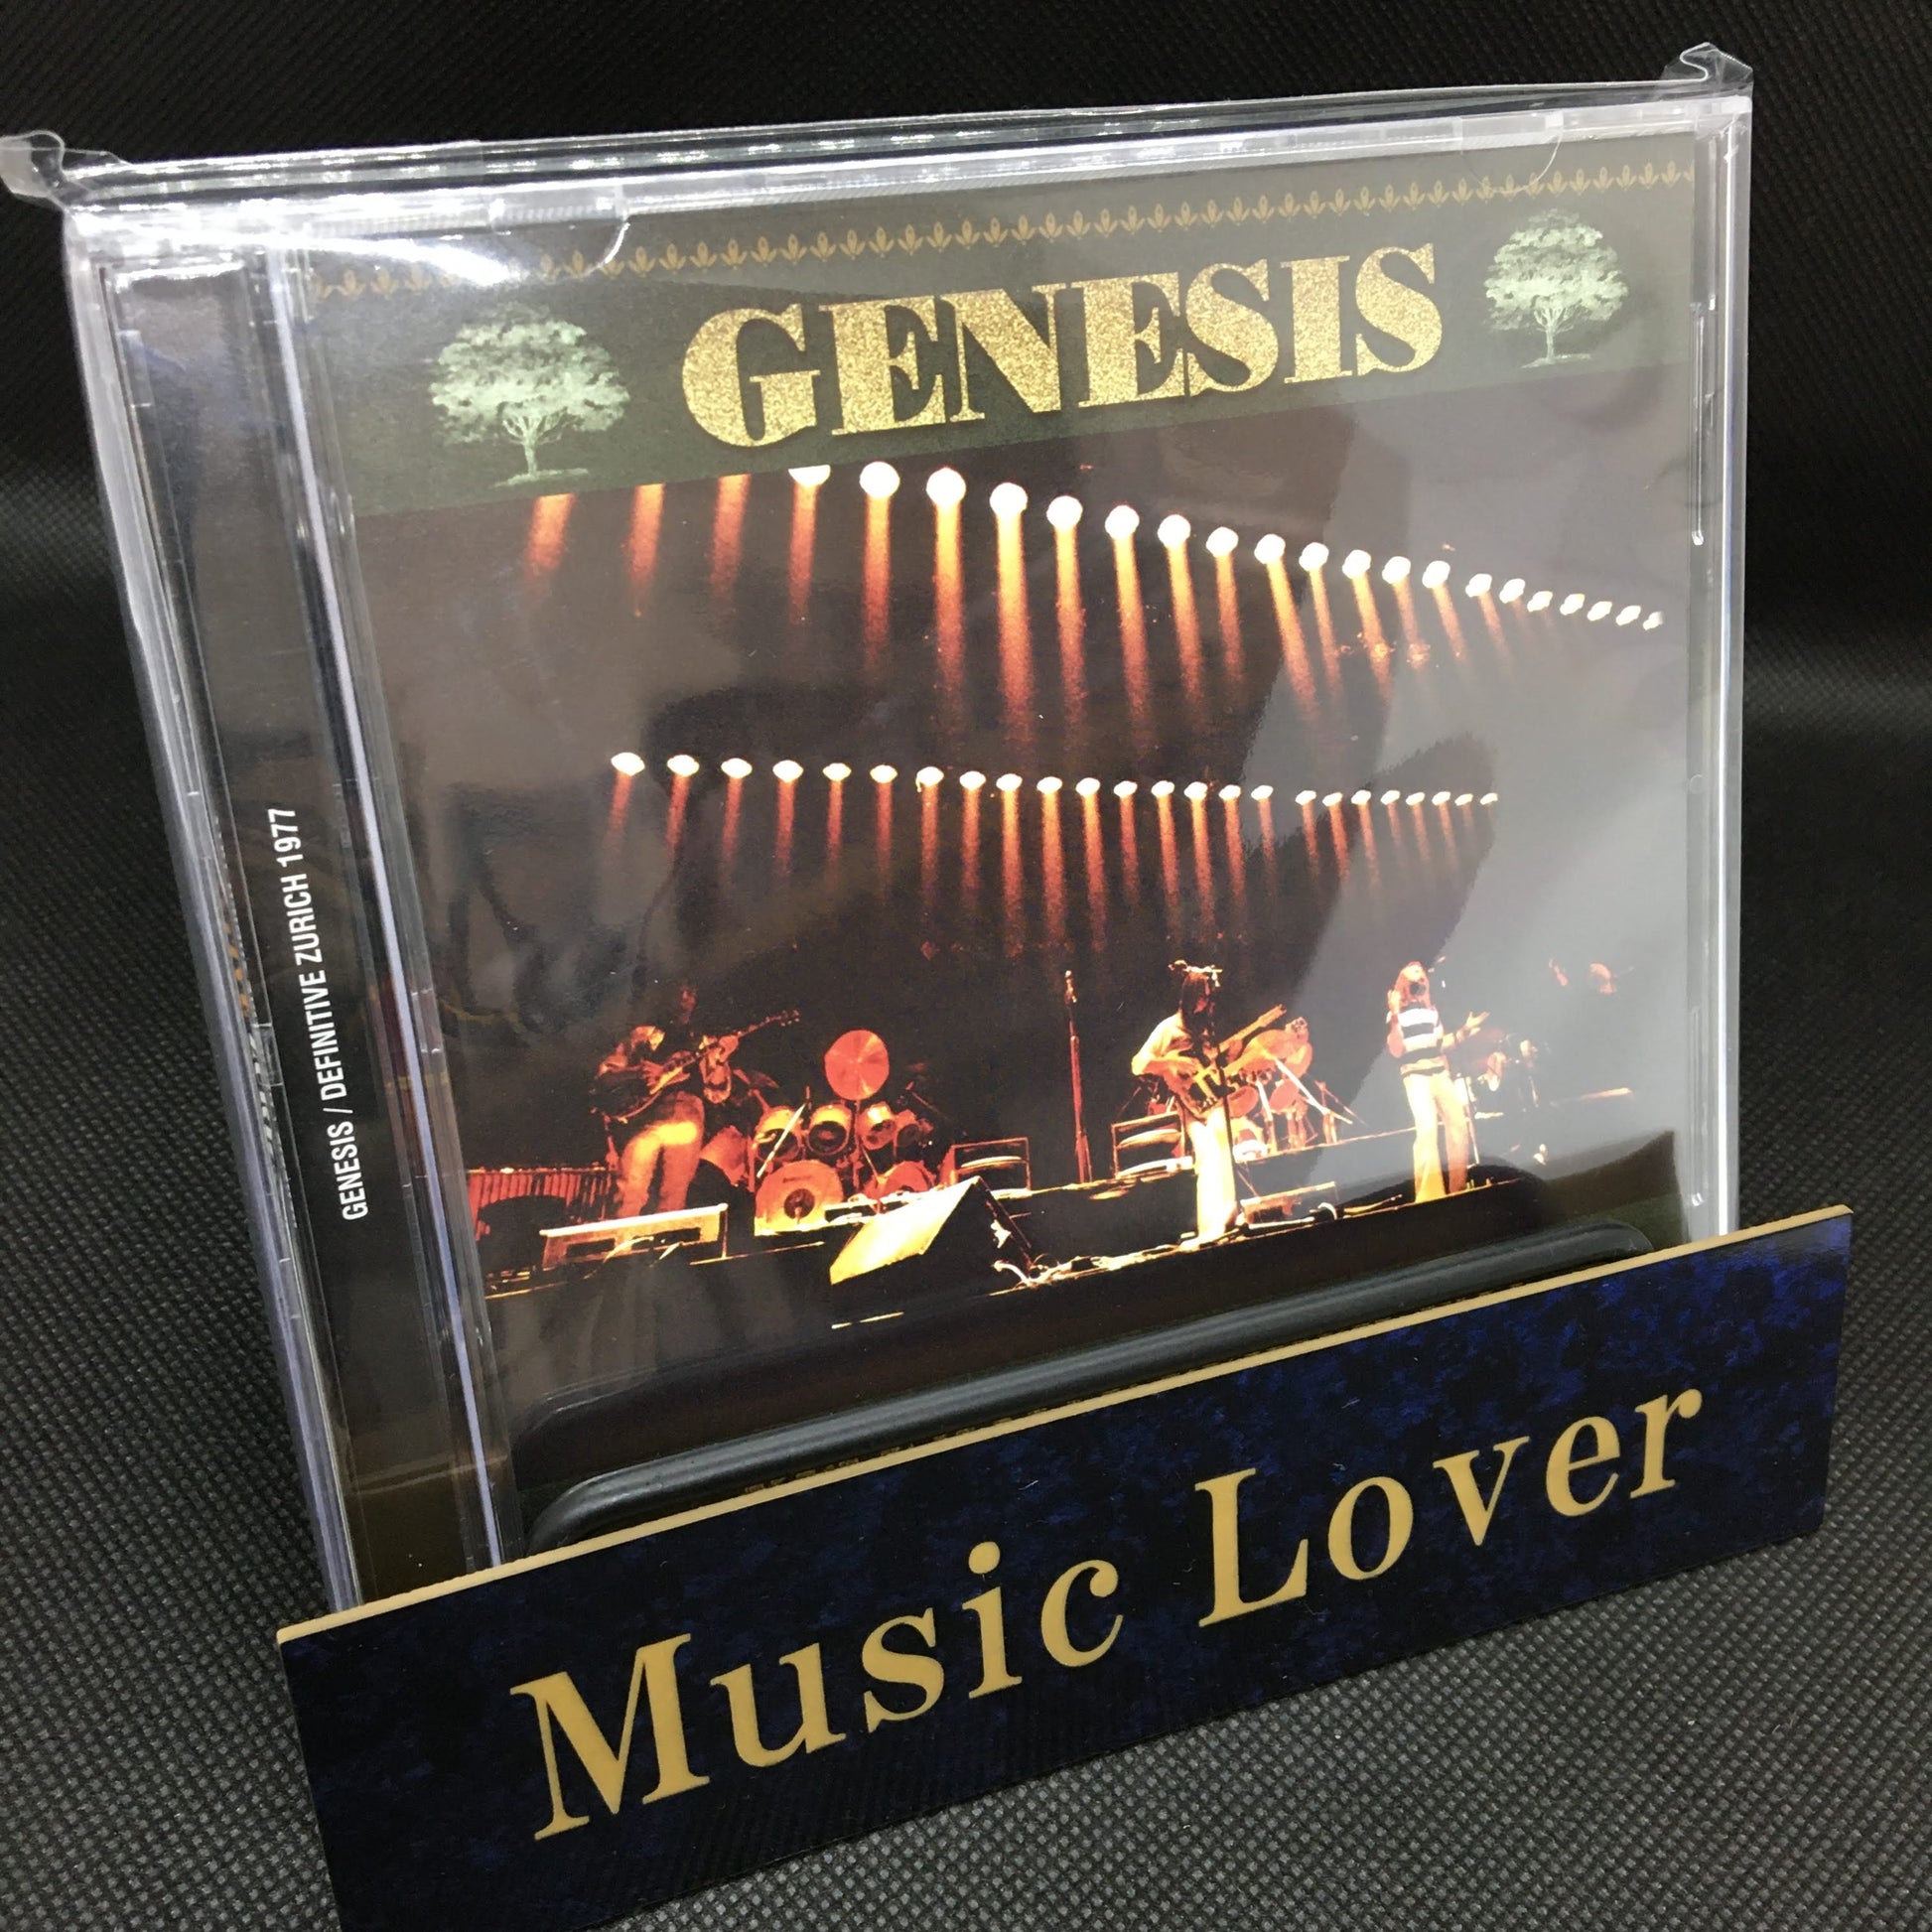 GENESIS
GENESIS / DEFINITIVE ZURICH 1977
Music Lover